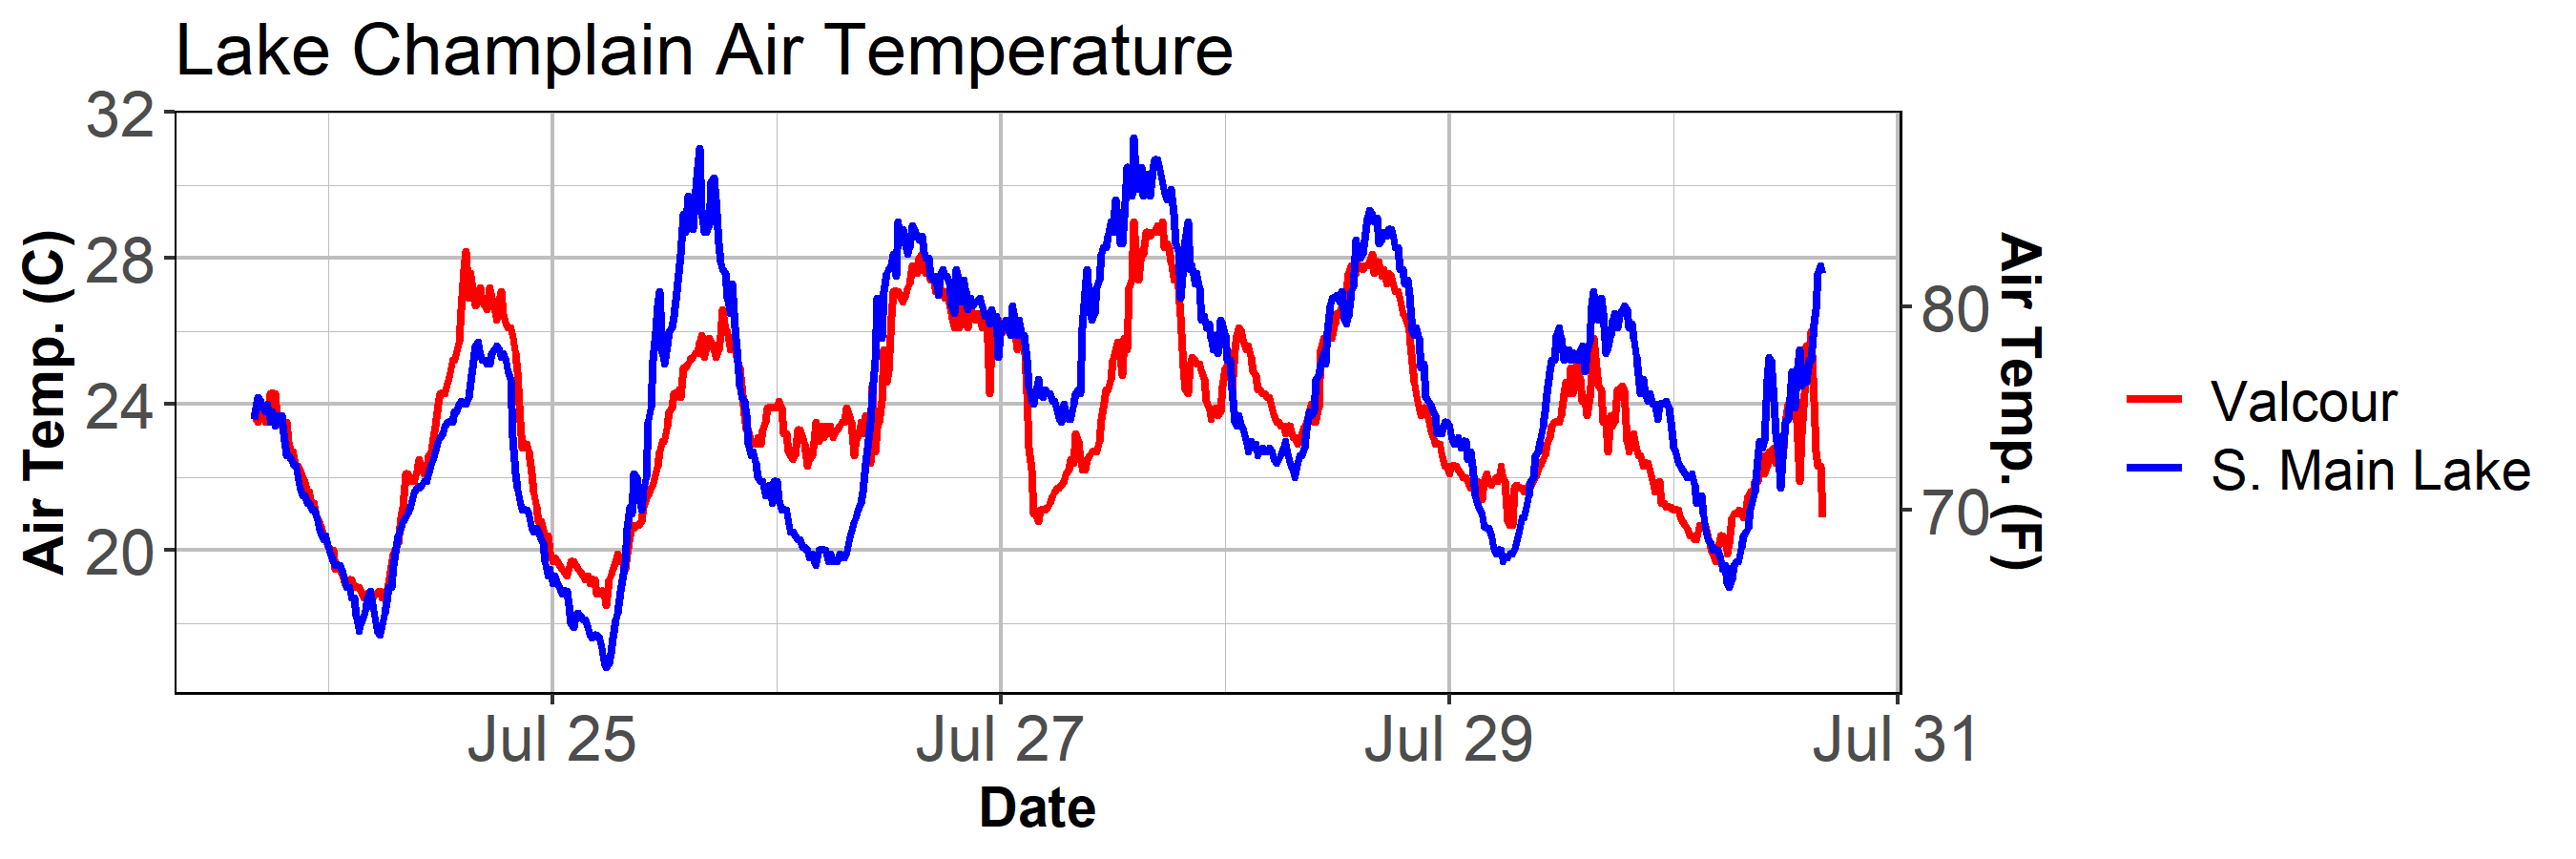 Lake Champlain Air Temperature
Air Temp. (C)
32
28
24
20
Air Temp. (F)
80
70
Jul 25
Jul 27
Jul 29
Jul 31
Date
Valcour
S. Main Lake